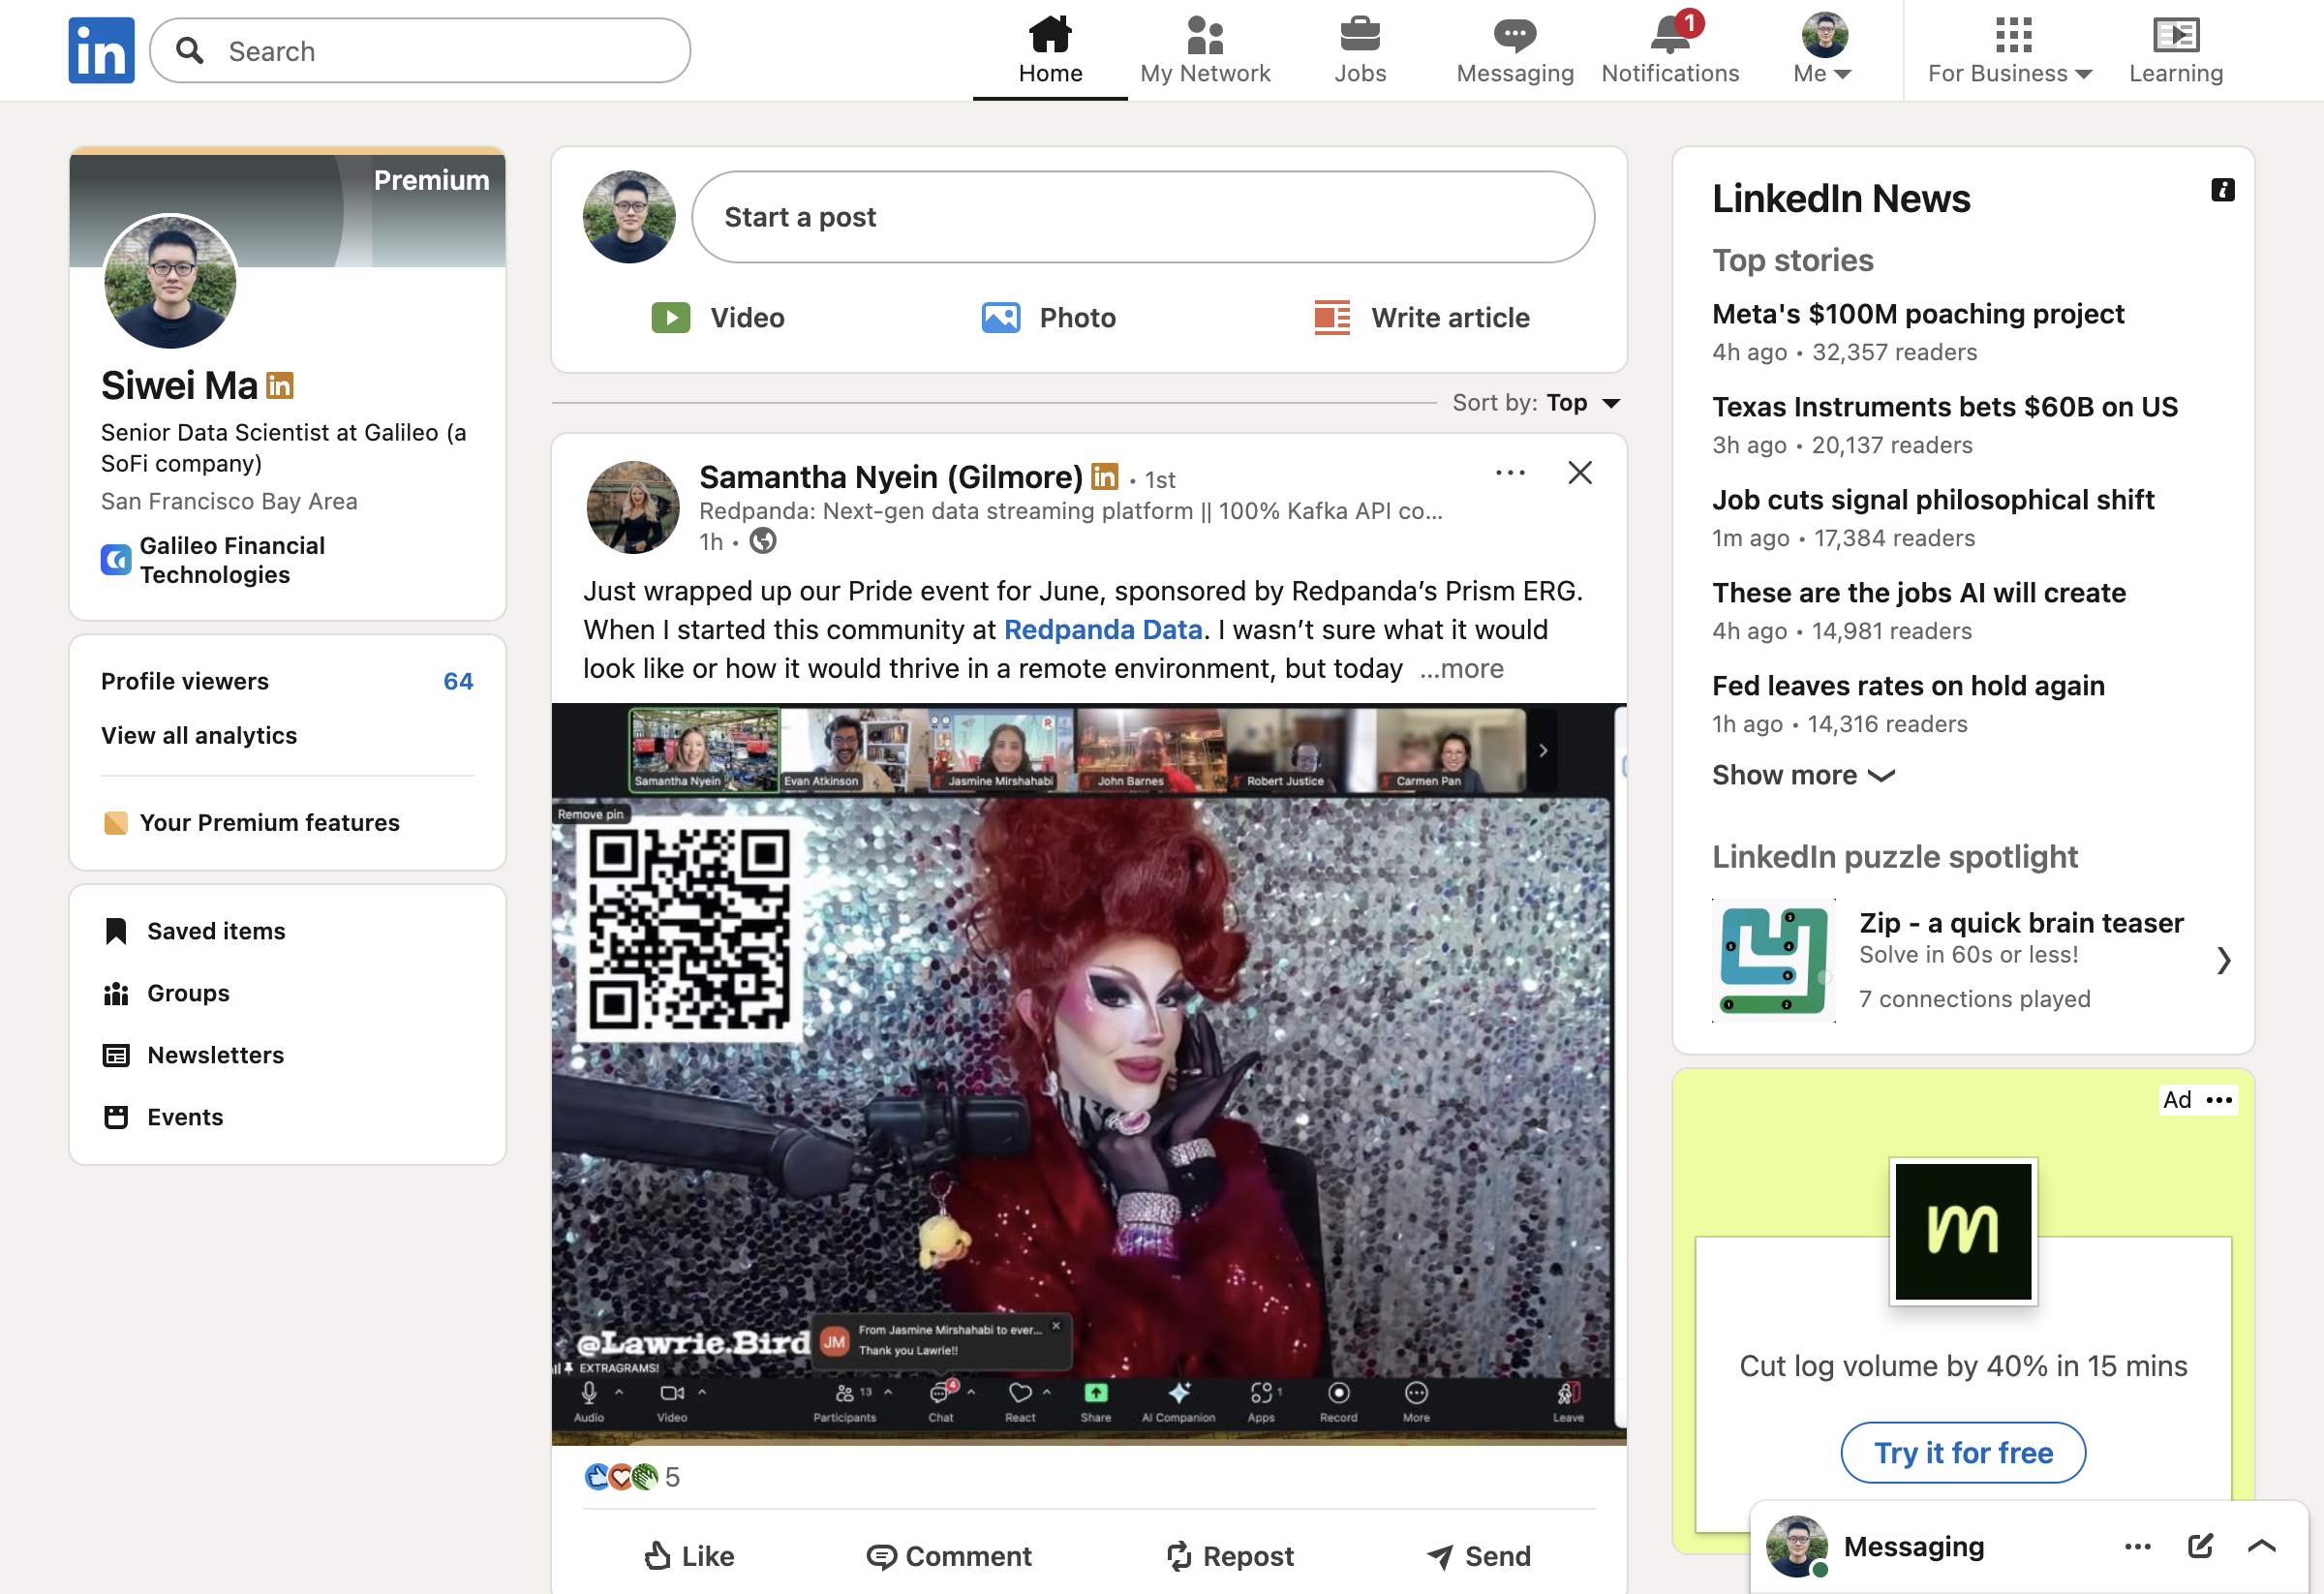 in
Search
Home
My Network
Jobs
Messaging
1
Notifications
Me
For Business
Learning
Premium
Siwei Ma in
Senior Data Scientist at Galileo (a
SoFi company)
San Francisco Bay Area
Galileo Financial
Technologies
Profile viewers 64
View all analytics
Your Premium features
Saved items
Groups
Newsletters
Events
Start a post
Video
Photo
Write article
Sort by: Top
Samantha Nyein (Gilmore) in • 1st
Redpanda: Next-gen data streaming platform || 100% Kafka API co...
1h •
Just wrapped up our Pride event for June, sponsored by Redpanda’s Prism ERG.
When I started this community at Redpanda Data. I wasn’t sure what it would
look like or how it would thrive in a remote environment, but today ...more
Samantha Nyein
Evan Atkinson
Jasmine Mirshahabi
John Barnes
Robert Justice
Carmen Pan
Remove pin
@Lawrie.Bird
EXTRAGRAMS!
JM
From Jasmine Mirshahabi to ever...
Thank you Lawrie!!
Audio
Video
13
Participants
4
Chat
React
Share
AI Companion
1
Apps
Record
More
Leave
5
Like
Comment
Repost
Send
LinkedIn News
Top stories
Meta's $100M poaching project
4h ago • 32,357 readers
Texas Instruments bets $60B on US
3h ago • 20,137 readers
Job cuts signal philosophical shift
1m ago • 17,384 readers
These are the jobs AI will create
4h ago • 14,981 readers
Fed leaves rates on hold again
1h ago • 14,316 readers
Show more
LinkedIn puzzle spotlight
Zip - a quick brain teaser
Solve in 60s or less!
7 connections played
Ad
m
Cut log volume by 40% in 15 mins
Try it for free
Messaging